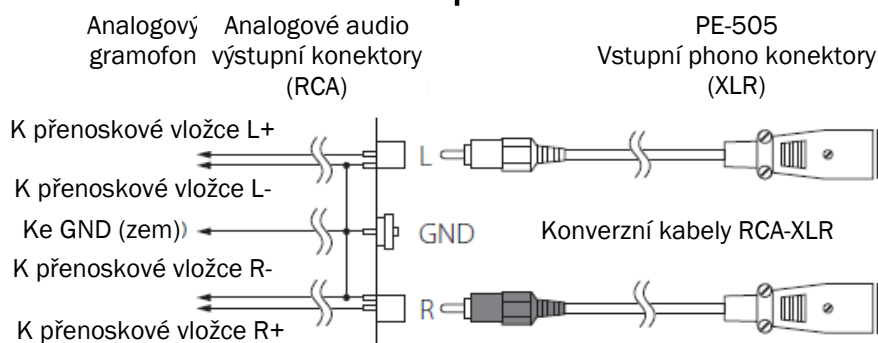 Analogový gramofon
Analogové audio výstupní konektory (RCA)
PE-505
Vstupní phono konektory (XLR)
K přenoskové vložce L+
L
K přenoskové vložce L-
Ke GND (zem))
GND
Konverzní kabely RCA-XLR
K přenoskové vložce R-
R
K přenoskové vložce R+